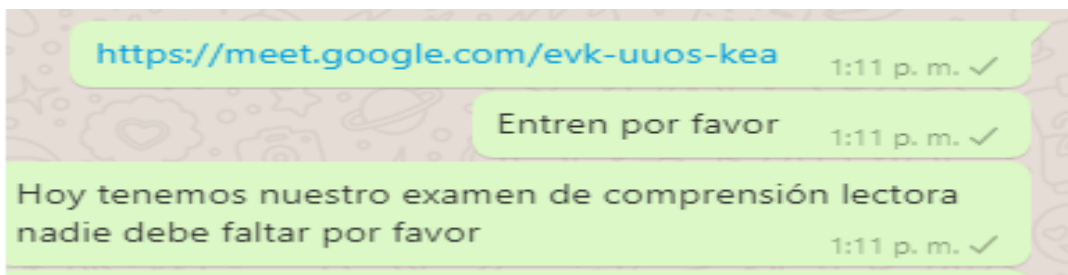 https://meet.google.com/evk-uuos-kea
1:11 p. m.
Entren por favor
1:11 p. m.
Hoy tenemos nuestro examen de comprensión lectora
nadie debe faltar por favor
1:11 p. m.